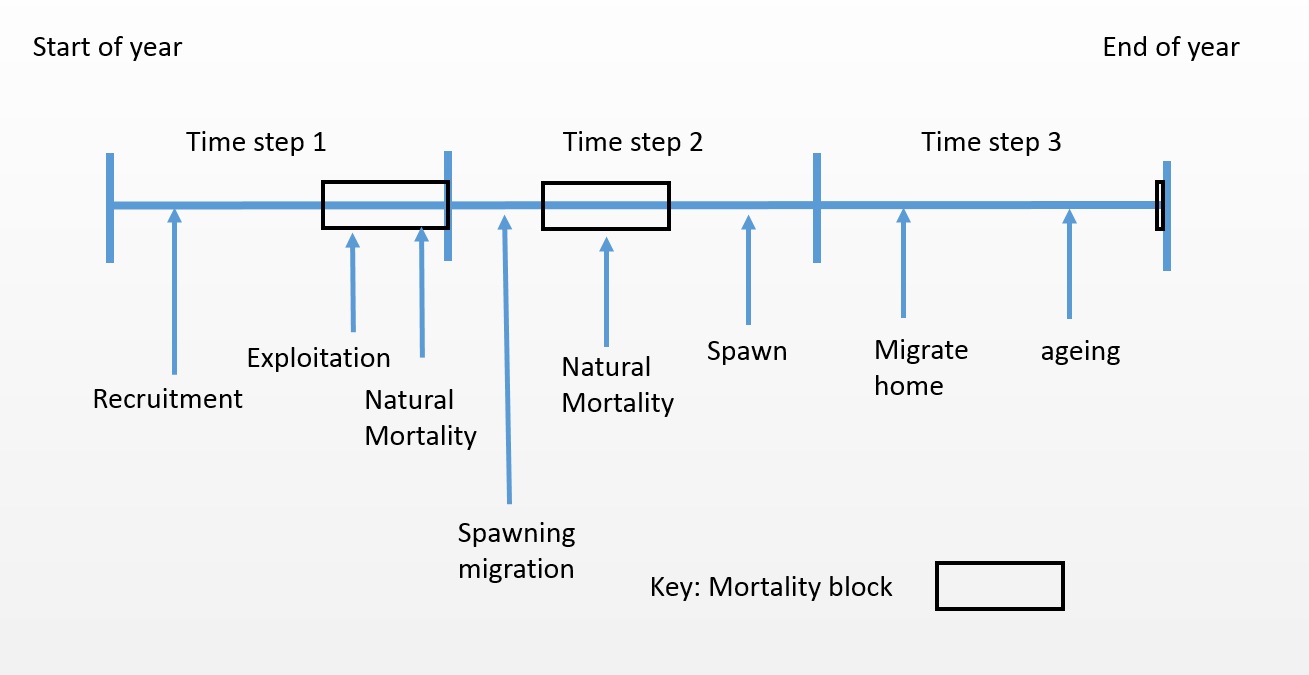 Start of year
End of year
Time step 1
Time step 2
Time step 3
Recruitment
Exploitation
Natural
Mortality
Spawning
migration
Natural
Mortality
Spawn
Migrate
home
ageing
Key: Mortality block